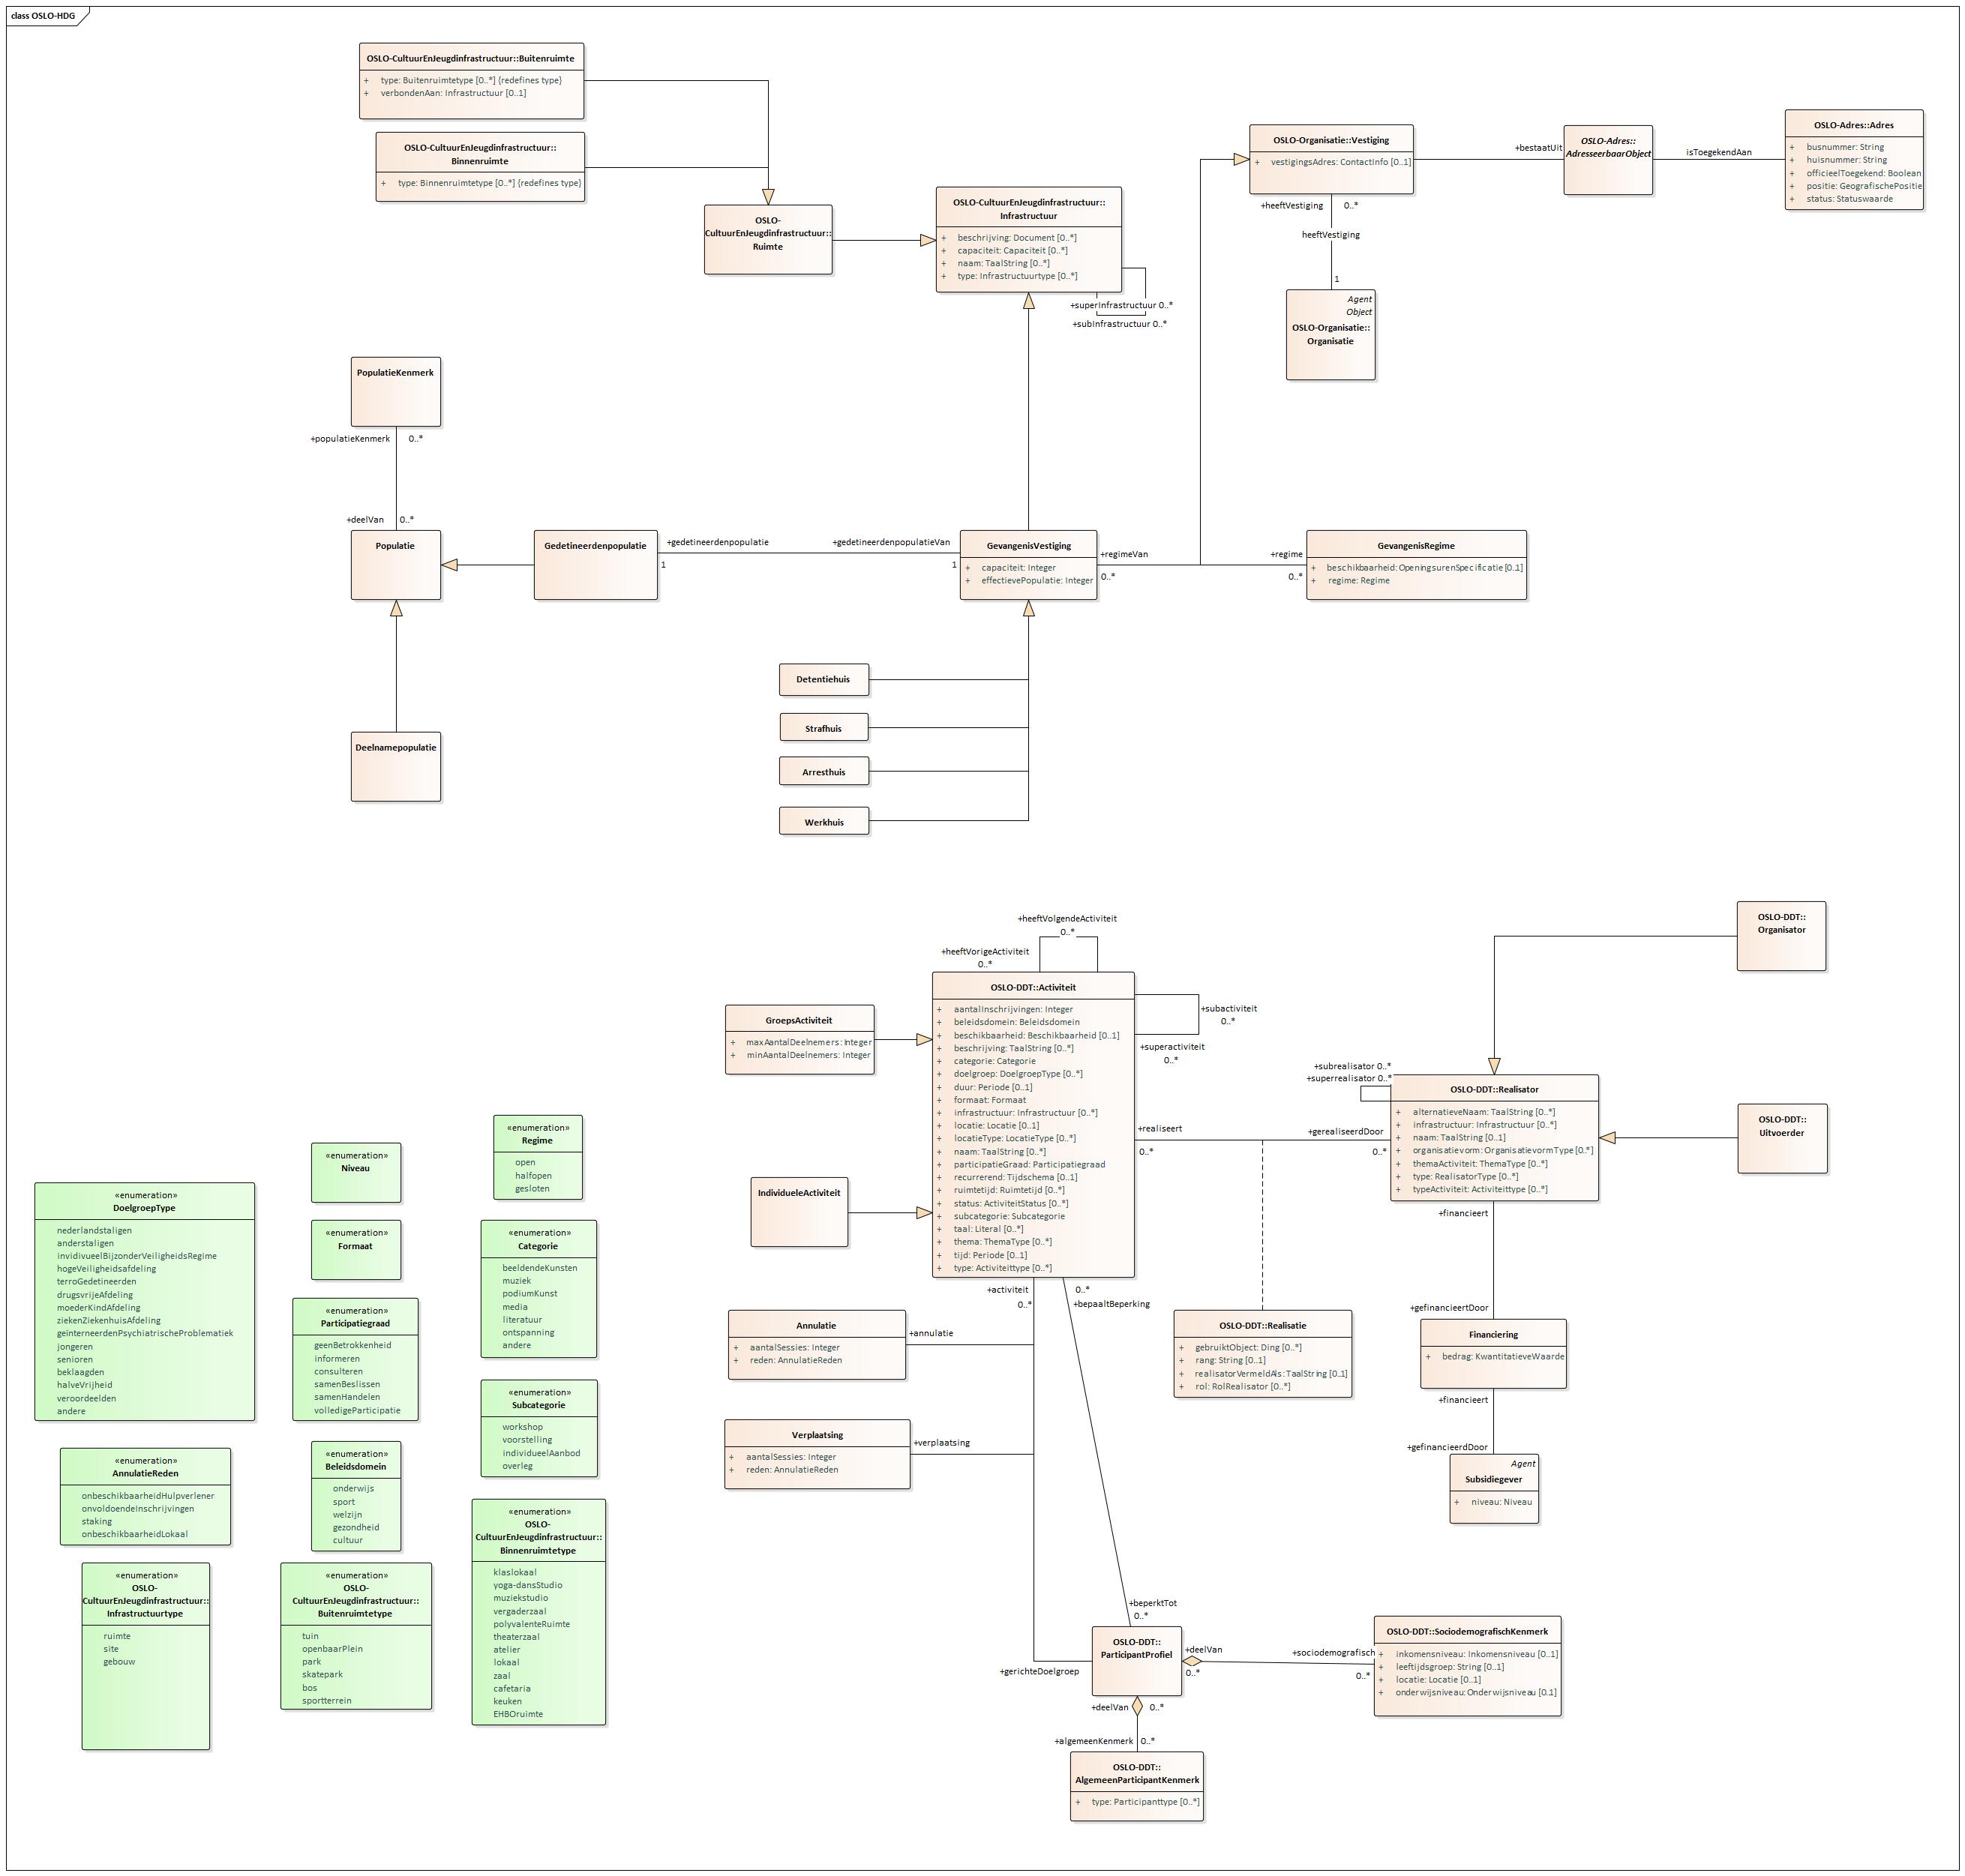 class OSLO-HDG
OSLO-CultuurEnJeugdinfrastructuur::Buitenruimte
+ type: Buitenruimtetype [0..*] {redefines type}
+ verbondenAan: Infrastructuur [0..1]
OSLO-CultuurEnJeugdinfrastructuur::
Binnenruimte
+ type: Binnenruimtetype [0..*] {redefines type}
OSLO-
CultuurEnJeugdinfrastructuur::
Ruimte
OSLO-CultuurEnJeugdinfrastructuur::
Infrastructuur
+ beschrijving: Document [0..*]
+ capaciteit: Capaciteit [0..*]
+ naam: TaalString [0..*]
+ type: Infrastructuurtype [0..*]
+superInfrastructuur 0..*
+subInfrastructuur 0..*
OSLO-Organisatie::Vestiging
+ vestigingsAdres: ContactInfo [0..1]
+bestaatUit
OSLO-Adres::
AdresseerbaarObject
isToegekendAan
OSLO-Adres::Adres
+ busnummer: String
+ huisnummer: String
+ officieelToegekend: Boolean
+ positie: GeografischePositie
+ status: Statuswaarde
+heeftVestiging 0..*
heeftVestiging
1
Agent
Object
OSLO-Organisatie::
Organisatie
PopulatieKenmerk
+populatieKenmerk 0..*
+deelVan 0..*
Populatie
Gedetineerdenpopulatie
+gedetineerdenpopulatie
1
+gedetineerdenpopulatieVan
1
GevangenisVestiging
+ capaciteit: Integer
+ effectievePopulatie: Integer
+regimeVan
0..*
+regime
0..*
GevangenisRegime
+ beschikbaarheid: OpeningsurenSpecificatie [0..1]
+ regime: Regime
Deelnamepopulatie
Detentiehuis
Strafhuis
Arresthuis
Werkhuis
+heeftVolgendeActiviteit
0..*
+heeftVorigeActiviteit
0..*
OSLO-DDT::Activiteit
+ aantalInschrijvingen: Integer
+ beleidsdomein: Beleidsdomein
+ beschikbaarheid: Beschikbaarheid [0..1]
+ beschrijving: TaalString [0..*]
+ categorie: Categorie
+ doelgroep: DoelgroepType [0..*]
+ duur: Periode [0..1]
+ formaat: Formaat
+ infrastructuur: Infrastructuur [0..*]
+ locatie: Locatie [0..1]
+ locatieType: LocatieType [0..*]
+ naam: TaalString [0..*]
+ participatieGraad: Participatiegraad
+ recurrerend: Tijdschema [0..1]
+ ruimtetijd: Ruimtetijd [0..*]
+ status: ActiviteitStatus [0..*]
+ subcategorie: Subcategorie
+ taal: Literal [0..*]
+ thema: ThemaType [0..*]
+ tijd: Periode [0..1]
+ type: Activiteittype [0..*]
+subactiviteit
0..*
+superactiviteit
0..*
GroepsActiviteit
+ maxAantalDeelnemers: Integer
+ minAantalDeelnemers: Integer
IndividueleActiviteit
+realiseert
0..*
+gerealiseerdDoor
0..*
OSLO-DDT::
Organisator
+subrealisator 0..*
+superrealisator 0..*
OSLO-DDT::Realisator
+ alternatieveNaam: TaalString [0..*]
+ infrastructuur: Infrastructuur [0..*]
+ naam: TaalString [0..1]
+ organisatievorm: OrganisatievormType [0..*]
+ themaActiviteit: ThemaType [0..*]
+ type: RealisatorType [0..*]
+ typeActiviteit: Activiteittype [0..*]
OSLO-DDT::
Uitvoerder
+financieert
+gefinancieertDoor
Financiering
+ bedrag: KwantitatieveWaarde
+financieert
+gefinancieerdDoor
Agent
Subsidiegever
+ niveau: Niveau
OSLO-DDT::Realisatie
+ gebruiktObject: Ding [0..*]
+ rang: String [0..1]
+ realisatorVermeldAls: TaalString [0..1]
+ rol: RolRealisator [0..*]
+activiteit
0..*
0..*
+bepaaltBeperking
Annulatie
+ aantalSessies: Integer
+ reden: AnnulatieReden
+annulatie
Verplaatsing
+ aantalSessies: Integer
+ reden: AnnulatieReden
+verplaatsing
+beperktTot
0..*
OSLO-DDT::
ParticipantProfiel
+gerichteDoelgroep
+deelVan
0..*
+sociodemografisch
0..*
OSLO-DDT::SociodemografischKenmerk
+ inkomensniveau: Inkomensniveau [0..1]
+ leeftijdsgroep: String [0..1]
+ locatie: Locatie [0..1]
+ onderwijsniveau: Onderwijsniveau [0..1]
+deelVan 0..*
+algemeenKenmerk 0..*
OSLO-DDT::
AlgemeenParticipantKenmerk
+ type: Participanttype [0..*]
«enumeration»
DoelgroepType
nederlandstaligen
anderstaligen
invidivueelBijzonderVeiligheidsRegime
hogeVeiligheidsafdeling
terroGedetineerden
drugsvrijeAfdeling
moederKindAfdeling
ziekenZiekenhuisAfdeling
geinterneerdenPsychiatrischeProblematiek
jongeren
senioren
beklaagden
halveVrijheid
veroordeelden
andere
«enumeration»
AnnulatieReden
onbeschikbaarheidHulpverlener
onvoldoendeInschrijvingen
staking
onbeschikbaarheidLokaal
«enumeration»
OSLO-
CultuurEnJeugdinfrastructuur::
Infrastructuurtype
ruimte
site
gebouw
«enumeration»
Niveau
«enumeration»
Formaat
«enumeration»
Participatiegraad
geenBetrokkenheid
informeren
consulteren
samenBeslissen
samenHandelen
volledigeParticipatie
«enumeration»
Beleidsdomein
onderwijs
sport
welzijn
gezondheid
cultuur
«enumeration»
OSLO-
CultuurEnJeugdinfrastructuur::
Buitenruimtetype
tuin
openbaarPlein
park
skatepark
bos
sportterrein
«enumeration»
Regime
open
halfopen
gesloten
«enumeration»
Categorie
beeldendeKunsten
muziek
podiumKunst
media
literatuur
ontspanning
andere
«enumeration»
Subcategorie
workshop
voorstelling
individueelAanbod
overleg
«enumeration»
OSLO-
CultuurEnJeugdinfrastructuur::
Binnenruimtetype
klaslokaal
yoga-dansStudio
muziekstudio
vergaderzaal
polyvalenteRuimte
theaterzaal
atelier
lokaal
zaal
cafetaria
keuken
EHBOruimte